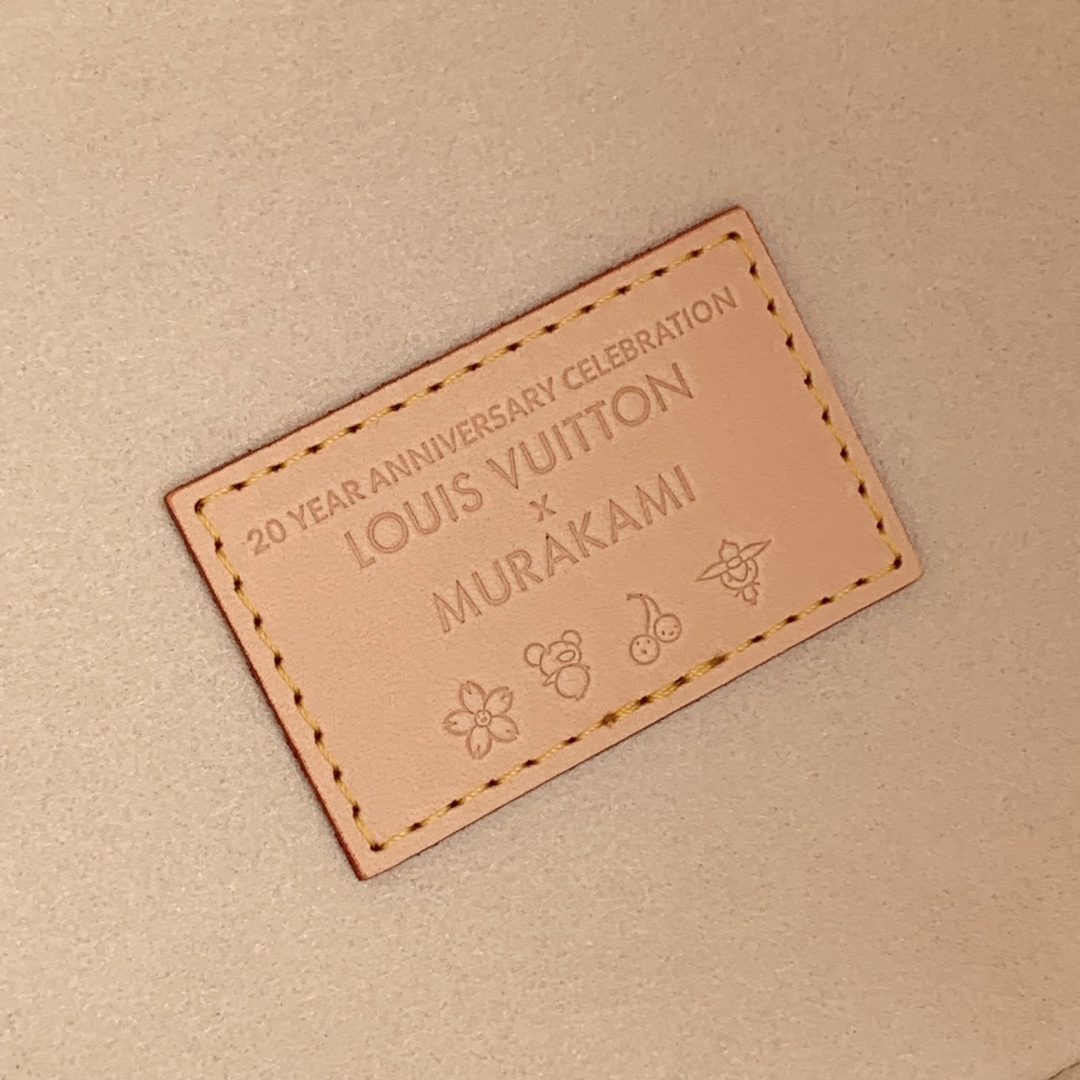 20 YEAR ANNIVERSARY CELEBRATION
LOUIS VUITTON
x
MURAKAMI